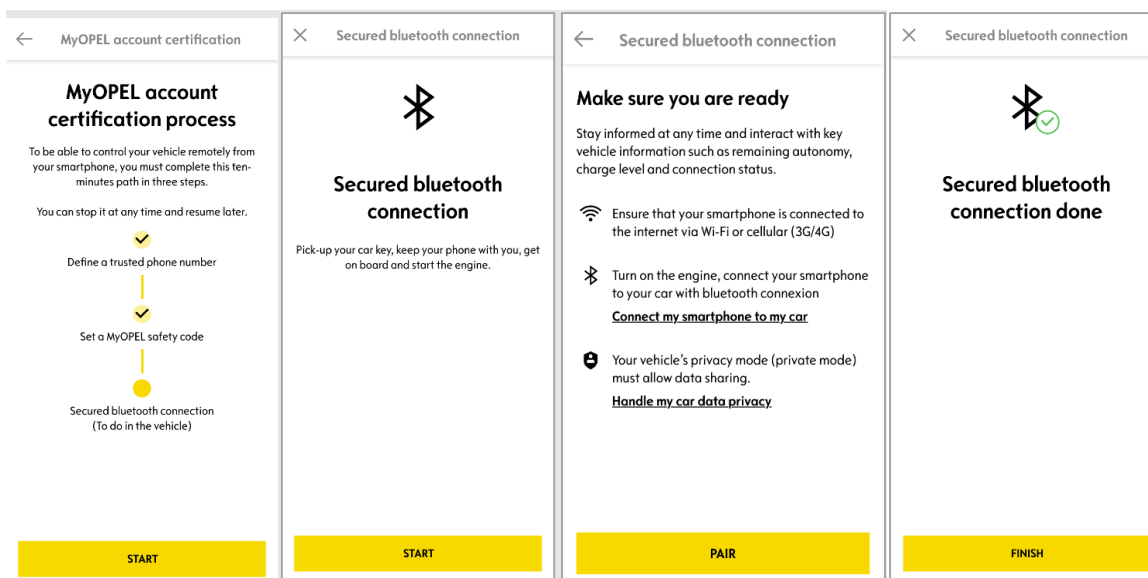 MyOPEL account certification
MyOPEL account
certification process
To be able to control your vehicle remotely from
your smartphone, you must complete this ten-
minutes path in three steps.
You can stop it at any time and resume later.
Define a trusted phone number
Set a MyOPEL safety code
Secured bluetooth connection
(To do in the vehicle)
START
Secured bluetooth connection
Secured bluetooth
connection
Pick-up your car key, keep your phone with you, get
on board and start the engine.
START
Secured bluetooth connection
Make sure you are ready
Stay informed at any time and interact with key
vehicle information such as remaining autonomy,
charge level and connection status.
Ensure that your smartphone is connected to
the internet via Wi-Fi or cellular (3G/4G)
Turn on the engine, connect your smartphone
to your car with bluetooth connexion
Connect my smartphone to my car
Your vehicle's privacy mode (private mode)
must allow data sharing.
Handle my car data privacy
PAIR
Secured bluetooth connection
Secured bluetooth
connection done
FINISH